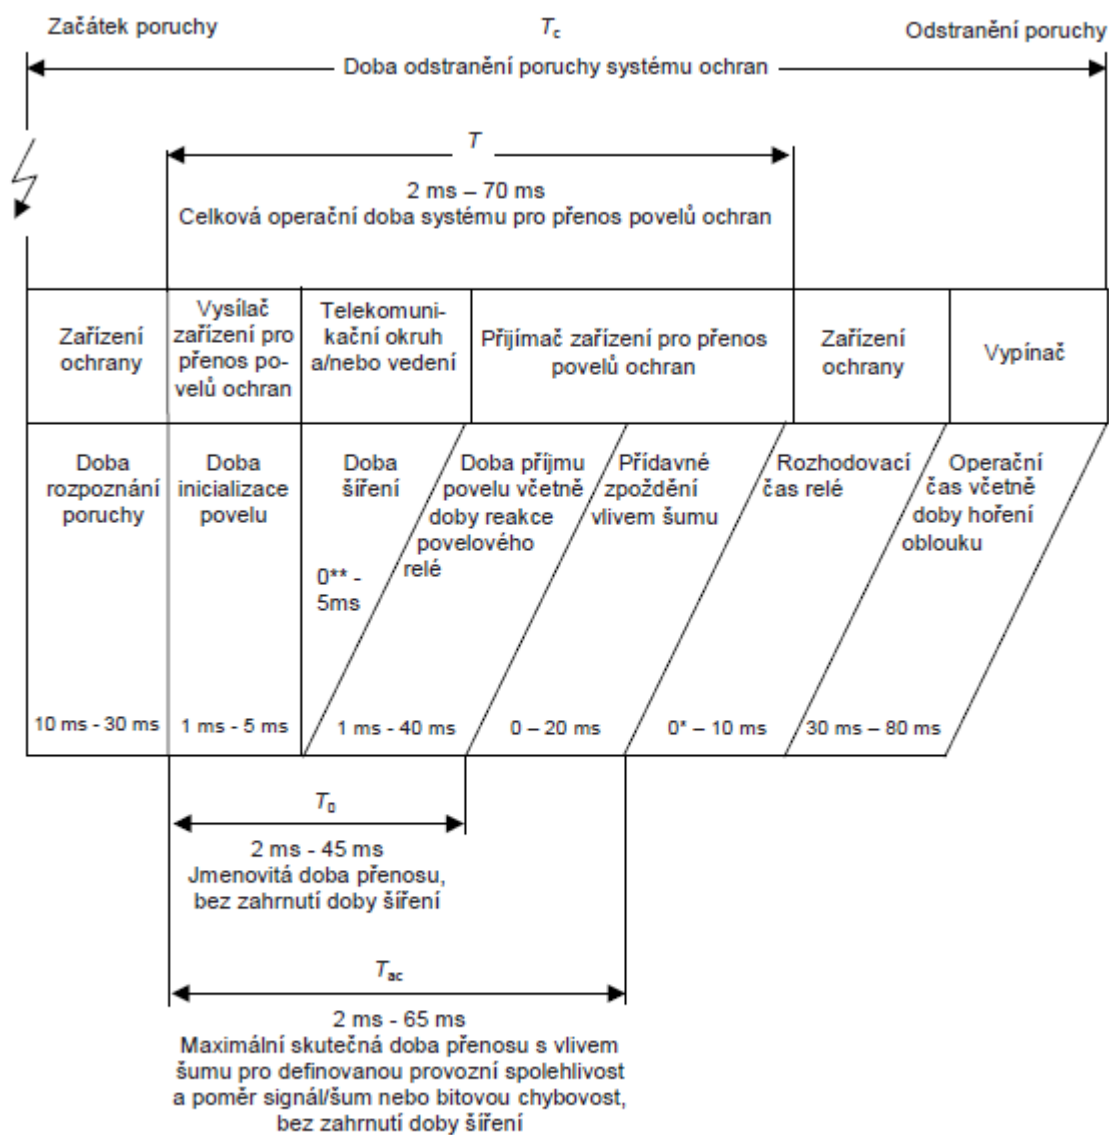 Začátek poruchy
T_c
Odstranění poruchy
Doba odstranění poruchy systému ochran
T
2 ms – 70 ms
Celková operační doba systému pro přenos povelů ochran
Zařízení
ochrany
Vysílač
zařízení pro
přenos po-
velů ochran
Telekomuni-
kační okruh
a/nebo vedení
Přijímač zařízení pro přenos
povelů ochran
Zařízení
ochrany
Vypínač
Doba
rozpoznání
poruchy
Doba
inicializace
povelu
Doba
šíření
0** -
5ms
Doba příjmu
povelu včetně
doby reakce
povelového
relé
Přídavné
zpoždění
vlivem šumu
Rozhodovací
čas relé
Operační
čas včetně
doby hoření
oblouku
10 ms - 30 ms
1 ms - 5 ms
1 ms - 40 ms
0 – 20 ms
0* – 10 ms
30 ms – 80 ms
T_0
2 ms - 45 ms
Jmenovitá doba přenosu,
bez zahrnutí doby šíření
T_ac
2 ms - 65 ms
Maximální skutečná doba přenosu s vlivem
šumu pro definovanou provozní spolehlivost
a poměr signál/šum nebo bitovou chybovost,
bez zahrnutí doby šíření